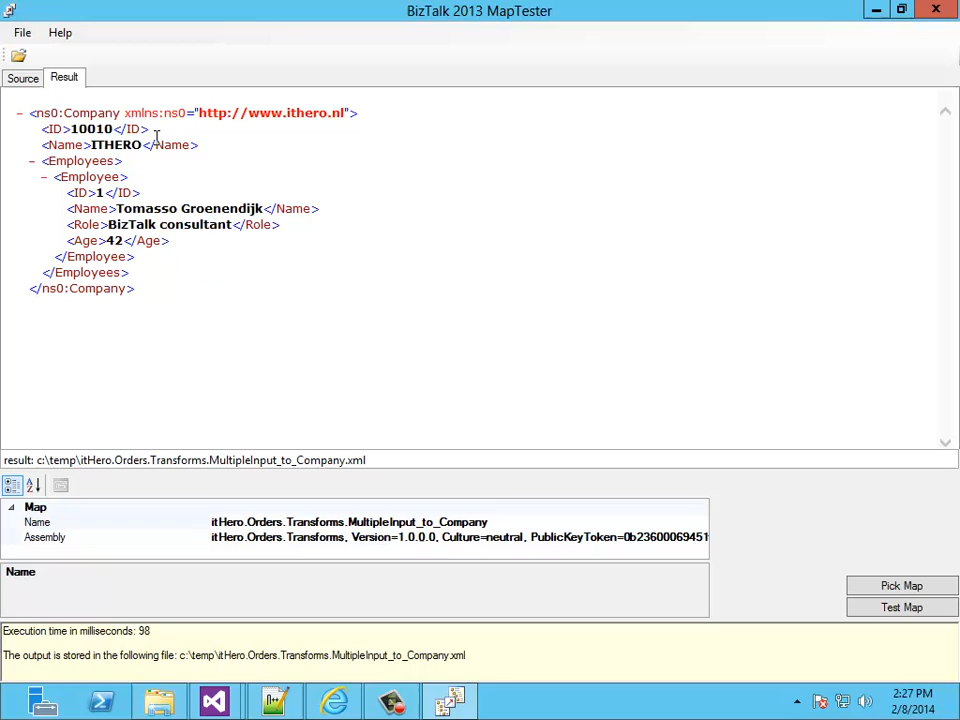 BizTalk 2013 MapTester
File Help
Source Result
– <ns0:Company xmlns:ns0="http://www.ithero.nl">
<ID>10010</ID>
<Name>ITHERO</Name>
– <Employees>
– <Employee>
<ID>1</ID>
<Name>Tomasso Groenendijk</Name>
<Role>BizTalk consultant</Role>
<Age>42</Age>
</Employee>
</Employees>
</ns0:Company>
result: c:\temp\itHero.Orders.Transforms.MultipleInput_to_Company.xml
Map
Name itHero.Orders.Transforms.MultipleInput_to_Company
Assembly itHero.Orders.Transforms, Version=1.0.0.0, Culture=neutral, PublicKeyToken=0b23600069451
Name
Pick Map
Test Map
Execution time in milliseconds: 98
The output is stored in the following file: c:\temp\itHero.Orders.Transforms.MultipleInput_to_Company.xml
2:27 PM
2/8/2014